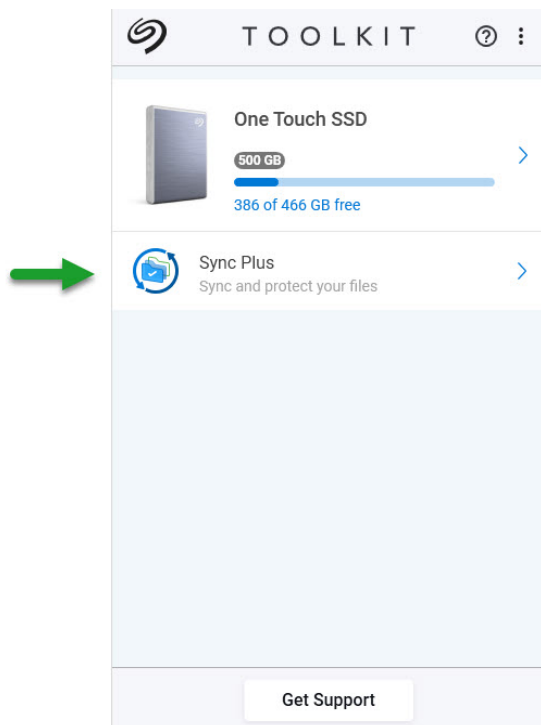 TOOLKIT
One Touch SSD
500 GB
386 of 466 GB free
Sync Plus
Sync and protect your files
Get Support